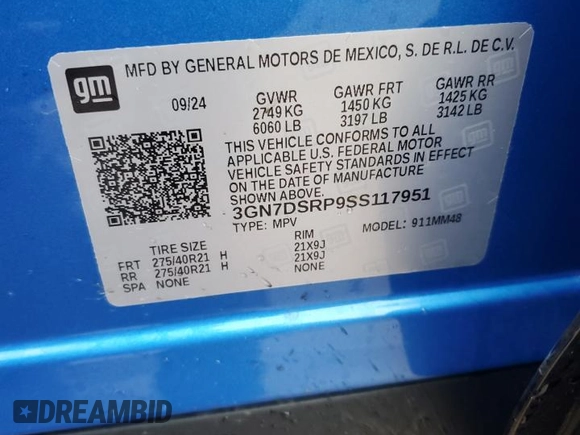 gm
MFD BY GENERAL MOTORS DE MEXICO, S. DE R.L. DE C.V.
09/24 GVWR GAWR FRT GAWR RR
2749 KG 1450 KG 1425 KG
6060 LB 3197 LB 3142 LB
THIS VEHICLE CONFORMS TO ALL
APPLICABLE U.S. FEDERAL MOTOR
VEHICLE SAFETY STANDARDS IN EFFECT
ON THE DATE OF MANUFACTURE
SHOWN ABOVE.
3GN7DSRP9SS117951
TYPE: MPV MODEL: 911MM48
TIRE SIZE RIM
FRT 275/40R21 H 21X9J
RR 275/40R21 H 21X9J
SPA NONE NONE
DREAMBID